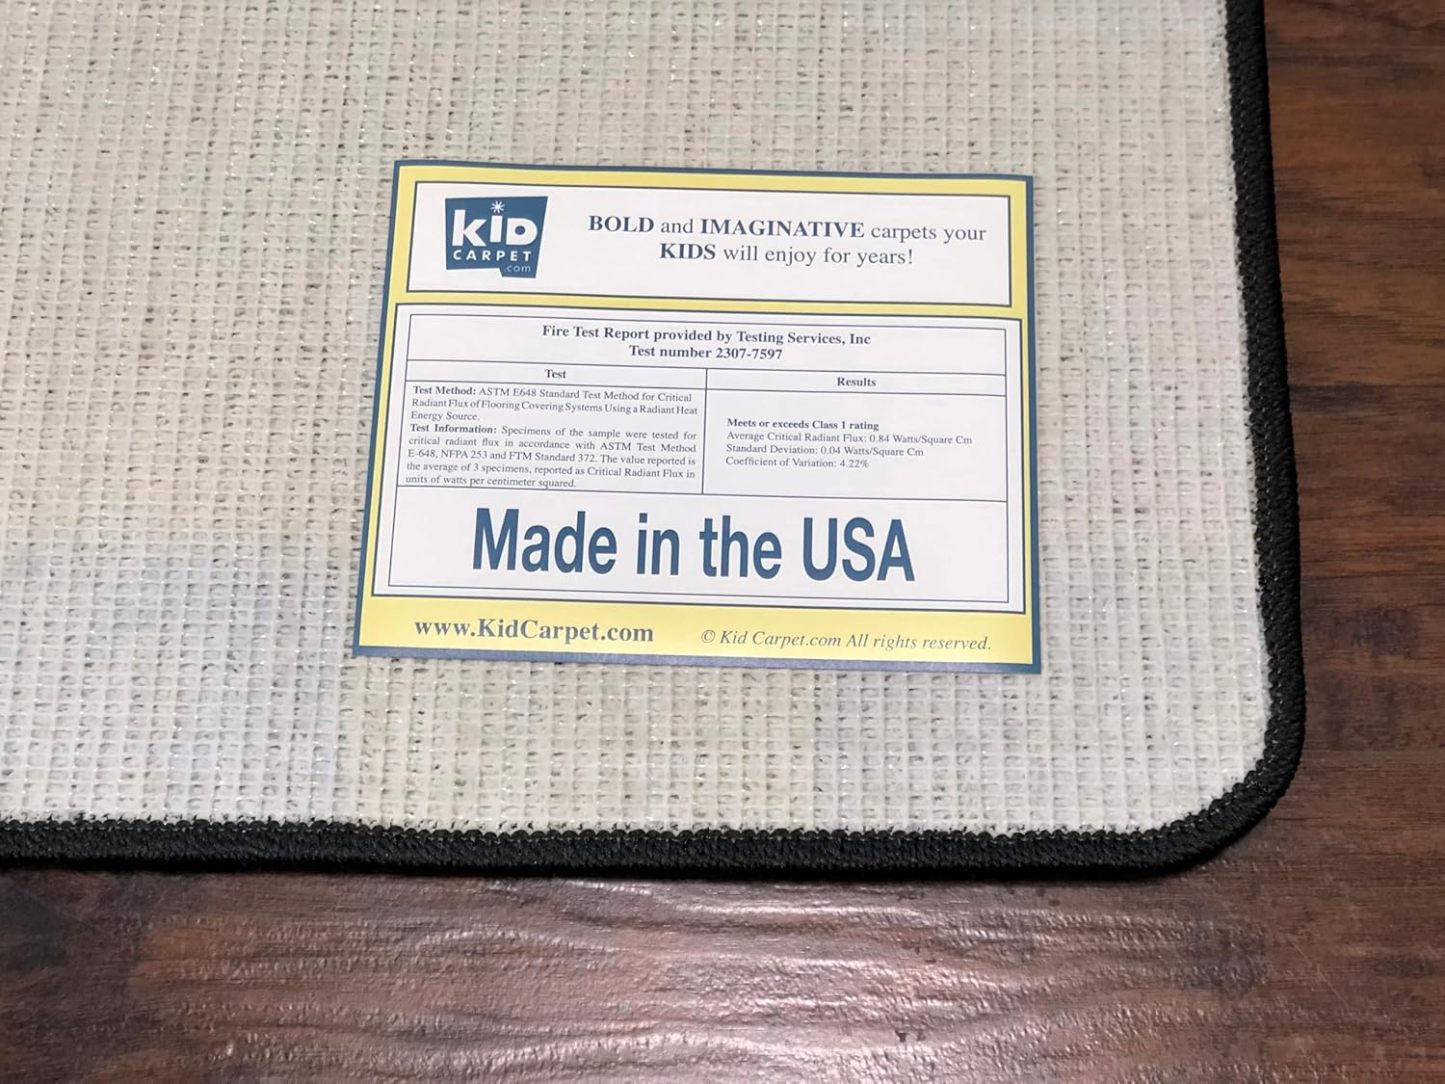 KiD
CARPET
.com
BOLD and IMAGINATIVE carpets your
KIDS will enjoy for years!
Fire Test Report provided by Testing Services, Inc
Test number 2307-7597
Test
Results
Test Method: ASTM E648 Standard Test Method for Critical
Radiant Flux of Flooring Covering Systems Using a Radiant Heat
Energy Source.
Test Information: Specimens of the sample were tested for
critical radiant flux in accordance with ASTM Test Method
E-648, NFPA 253 and FTM Standard 372. The value reported is
the average of 3 specimens, reported as Critical Radiant Flux in
units of watts per centimeter squared.
Meets or exceeds Class 1 rating
Average Critical Radiant Flux: 0.84 Watts/Square Cm
Standard Deviation: 0.04 Watts/Square Cm
Coefficient of Variation: 4.22%
Made in the USA
www.KidCarpet.com
© Kid Carpet.com All rights reserved.